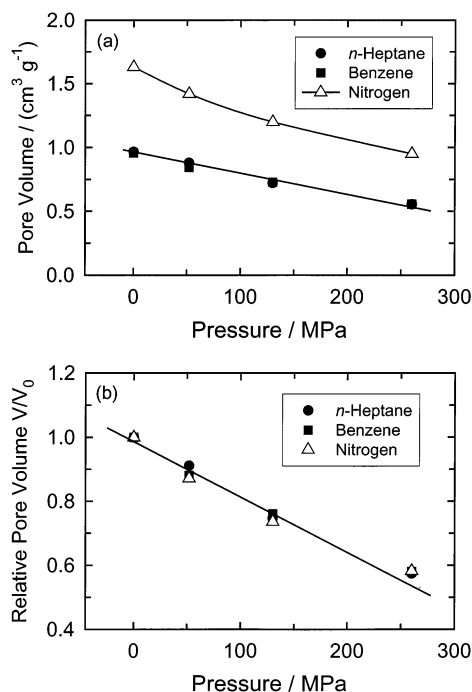 (a)
n-Heptane
Benzene
Nitrogen
Pore Volume / (cm³ g⁻¹)
2.0
1.5
1.0
0.5
0.0
0 100 200 300
Pressure / MPa
(b)
n-Heptane
Benzene
Nitrogen
Relative Pore Volume V/V₀
1.2
1.0
0.8
0.6
0.4
0 100 200 300
Pressure / MPa